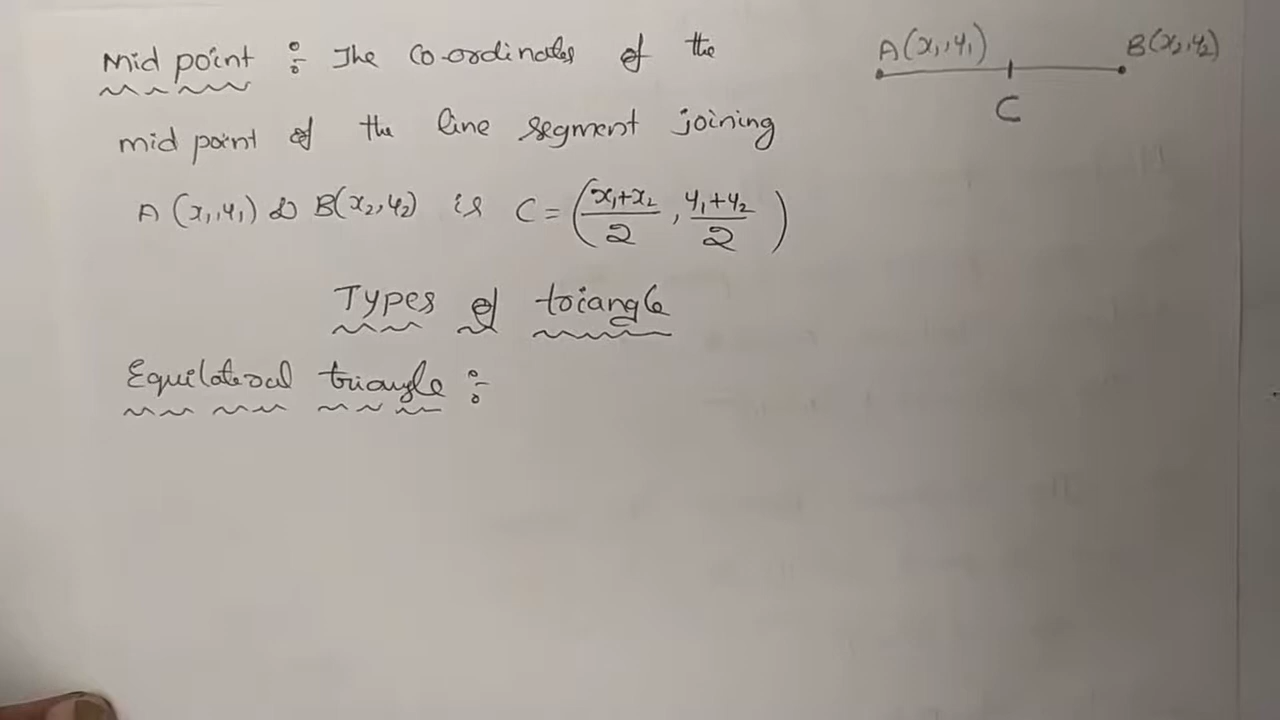 Mid point :- The Co-ordinates of the
A(x₁,y₁) B(x₂,y₂)
C
mid point of the line segment joining
A (x₁,y₁) & B(x₂,y₂) is C = (x₁+x₂/2, y₁+y₂/2)
Types of triangle
Equilateral triangle :-